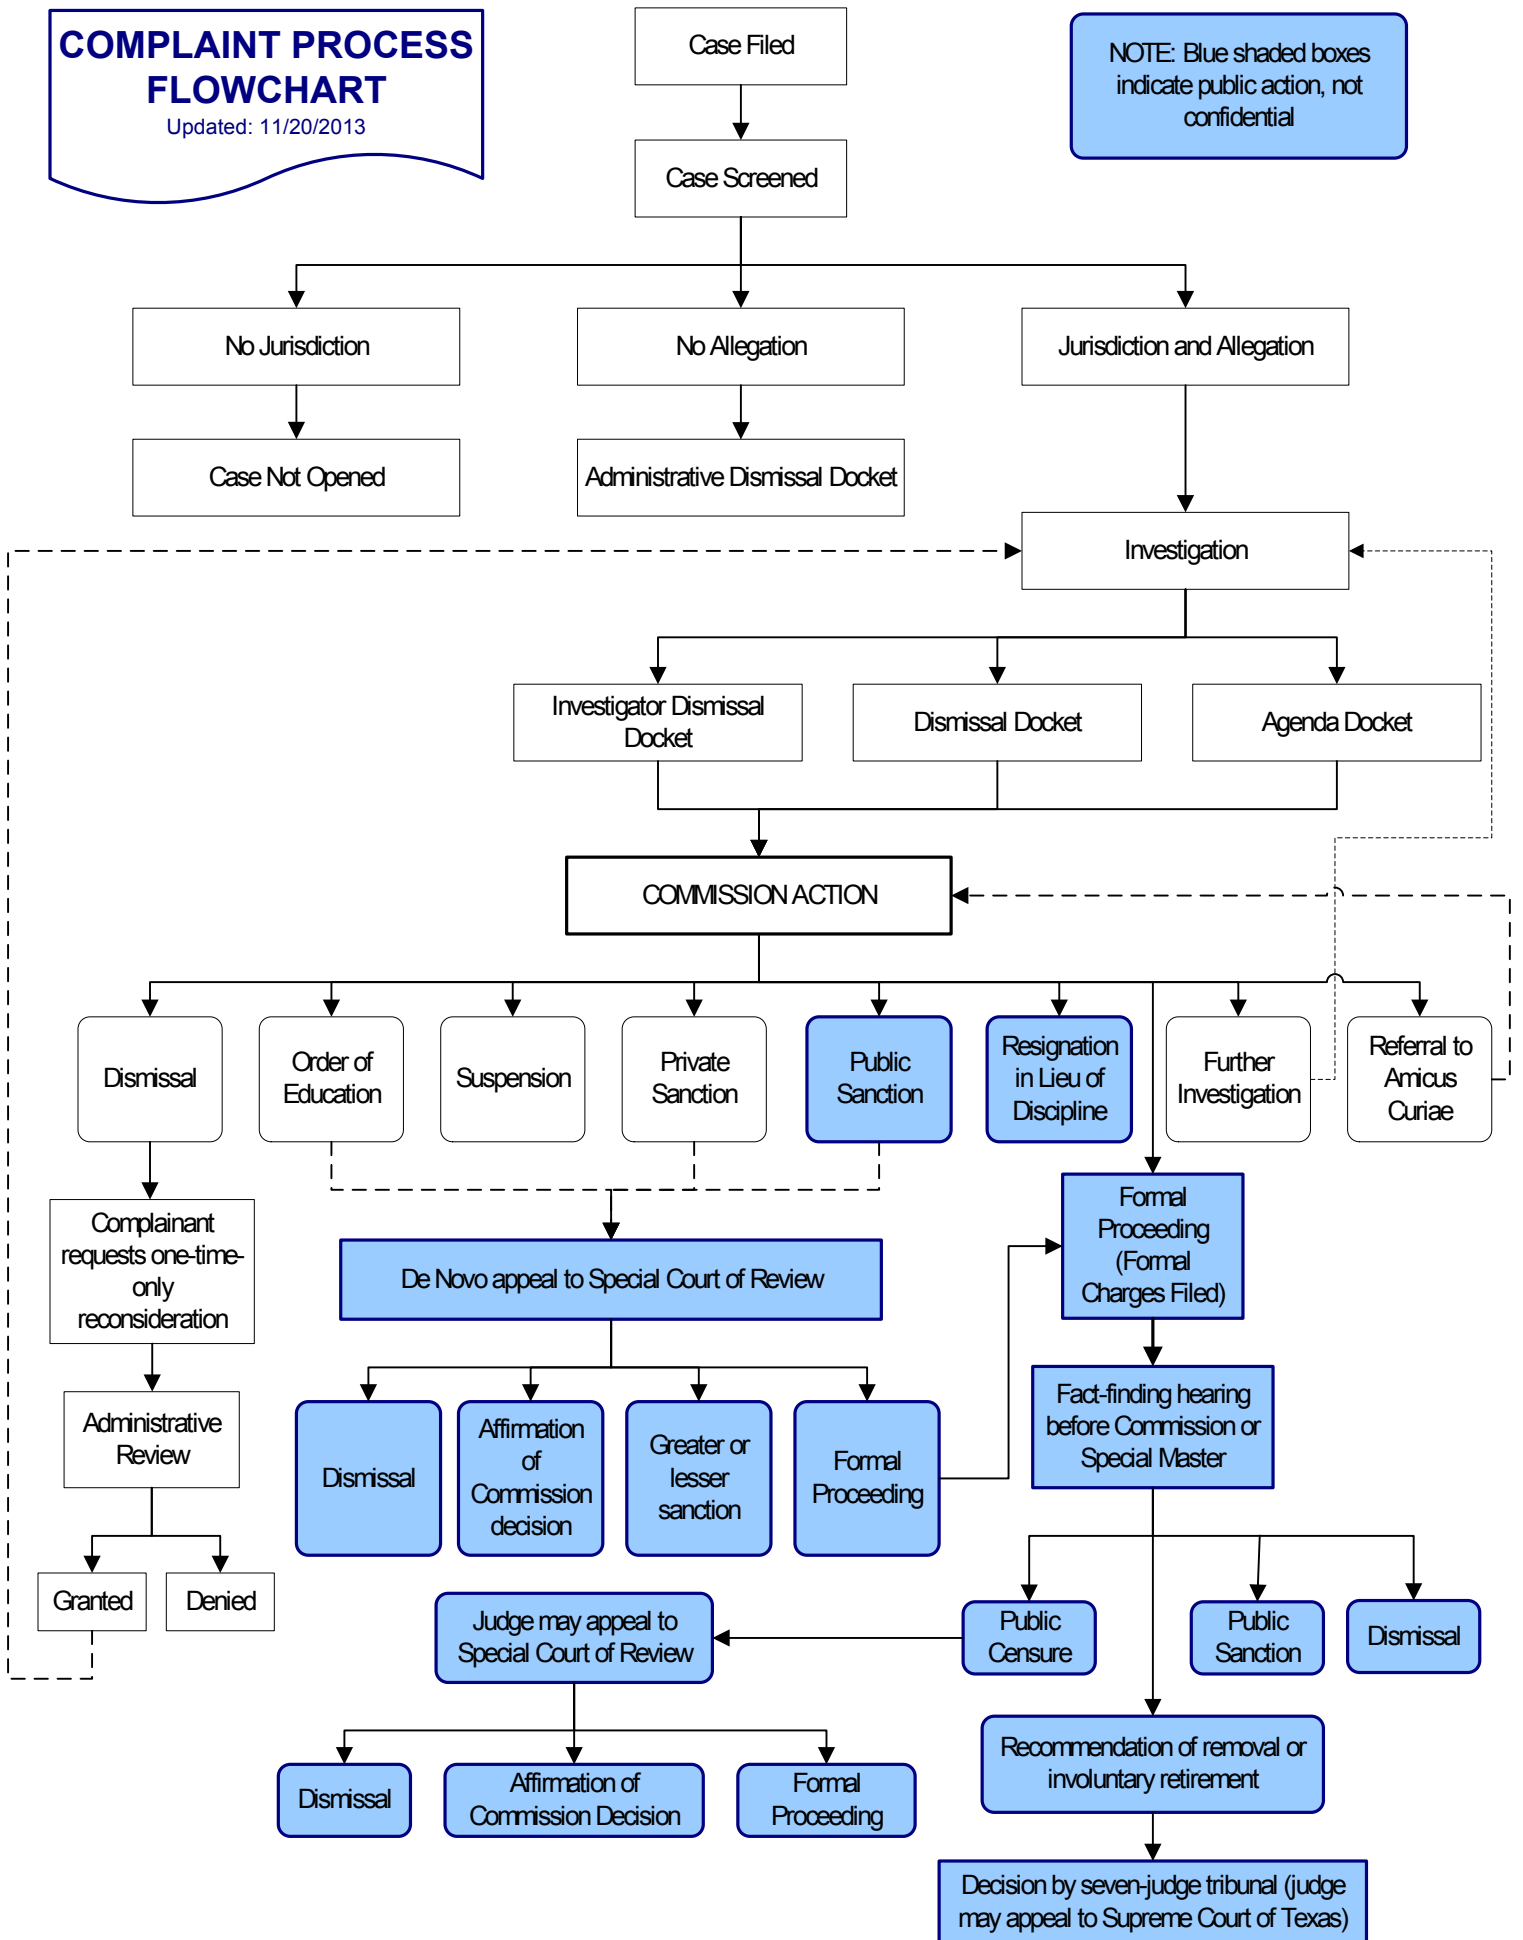 COMPLAINT PROCESS
FLOWCHART
Updated: 11/20/2013
Case Filed
NOTE: Blue shaded boxes
indicate public action, not
confidential
Case Screened
No Jurisdiction
No Allegation
Jurisdiction and Allegation
Case Not Opened
Administrative Dismissal Docket
Investigation
Investigator Dismissal
Docket
Dismissal Docket
Agenda Docket
COMMISSION ACTION
Dismissal
Order of
Education
Suspension
Private
Sanction
Public
Sanction
Resignation
in Lieu of
Discipline
Further
Investigation
Referral to
Amicus
Curiae
Complainant
requests one-time-
only
reconsideration
De Novo appeal to Special Court of Review
Formal
Proceeding
(Formal
Charges Filed)
Administrative
Review
Dismissal
Affirmation
of
Commission
decision
Greater or
lesser
sanction
Formal
Proceeding
Fact-finding hearing
before Commission or
Special Master
Granted
Denied
Judge may appeal to
Special Court of Review
Public
Censure
Public
Sanction
Dismissal
Dismissal
Affirmation of
Commission Decision
Formal
Proceeding
Recommendation of removal or
involuntary retirement
Decision by seven-judge tribunal (judge
may appeal to Supreme Court of Texas)